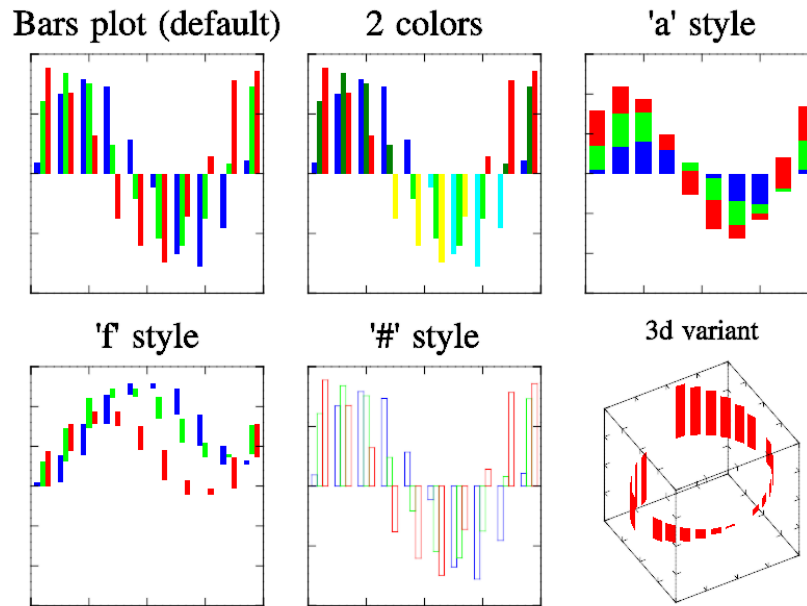 Bars plot (default)
2 colors
'a' style
'f' style
'#' style
3d variant